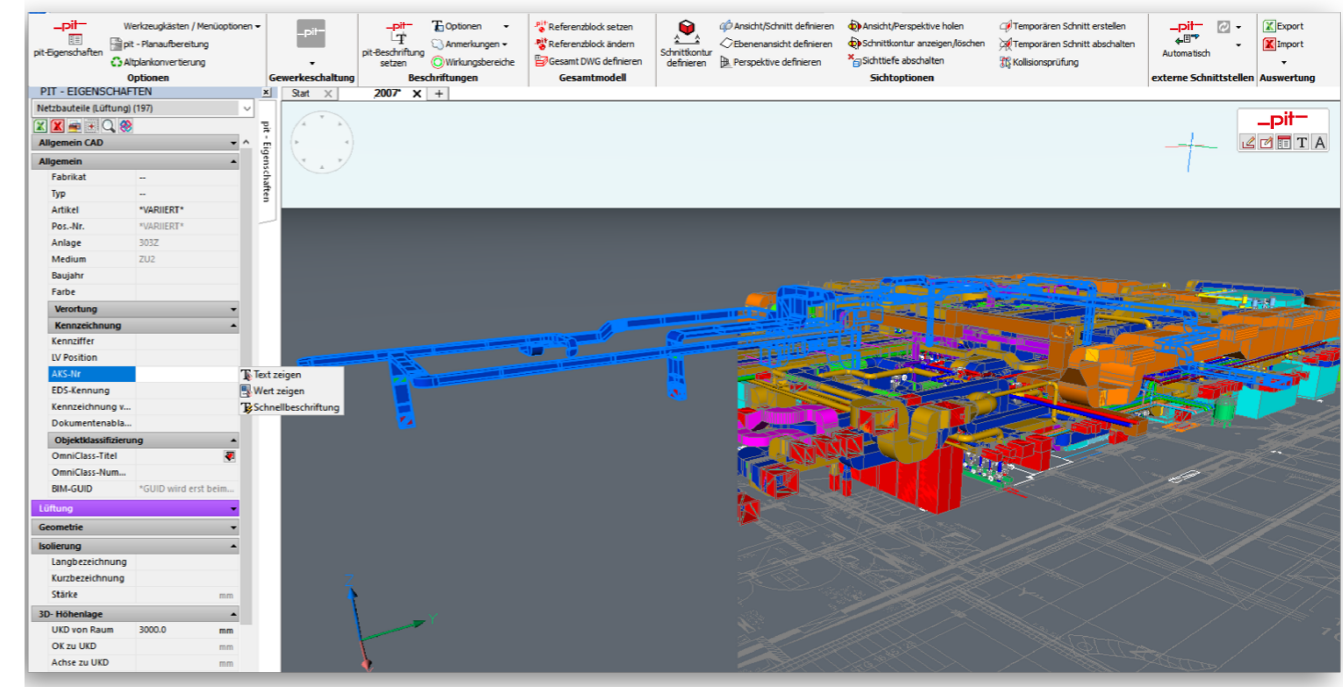 _pit─
pit-Eigenschaften
Werkzeugkästen / Menüoptionen
pit - Planaufbereitung
Altplankonvertierung
Optionen
_pit─
Gewerkeschaltung
_pit─
pit-Beschriftung
setzen
Optionen
Anmerkungen
Wirkungsbereiche
Beschriftungen
Referenzblock setzen
Referenzblock ändern
Gesamt DWG definieren
Gesamtmodell
Schnittkontur
definieren
Ansicht/Schnitt definieren
Ebenenansicht definieren
Perspektive definieren
Ansicht/Perspektive holen
Schnittkontur anzeigen/löschen
Sichttiefe abschalten
Temporären Schnitt erstellen
Temporären Schnitt abschalten
Kollisionsprüfung
Sichtoptionen
_pit─
Automatisch
externe Schnittstellen
Export
Import
Auswertung
PIT - EIGENSCHAFTEN
Start
2007*
Netzbauteile (Lüftung) (197)
pit - Eigenschaften
Allgemein CAD
Allgemein
Fabrikat --
Typ --
Artikel *VARIIERT*
Pos.-Nr. *VARIIERT*
Anlage 303Z
Medium ZU2
Baujahr
Farbe
Verortung
Kennzeichnung
Kennziffer
LV Position
AKS-Nr
EDS-Kennung
Kennzeichnung v...
Dokumentenabla...
Text zeigen
Wert zeigen
Schnellbeschriftung
Objektklassifizierung
OmniClass-Titel
OmniClass-Num...
BIM-GUID *GUID wird erst beim...
Lüftung
Geometrie
Isolierung
Langbezeichnung
Kurzbezeichnung
Stärke mm
3D- Höhenlage
UKD von Raum 3000.0 mm
OK zu UKD mm
Achse zu UKD mm
_pit─
T A
Y